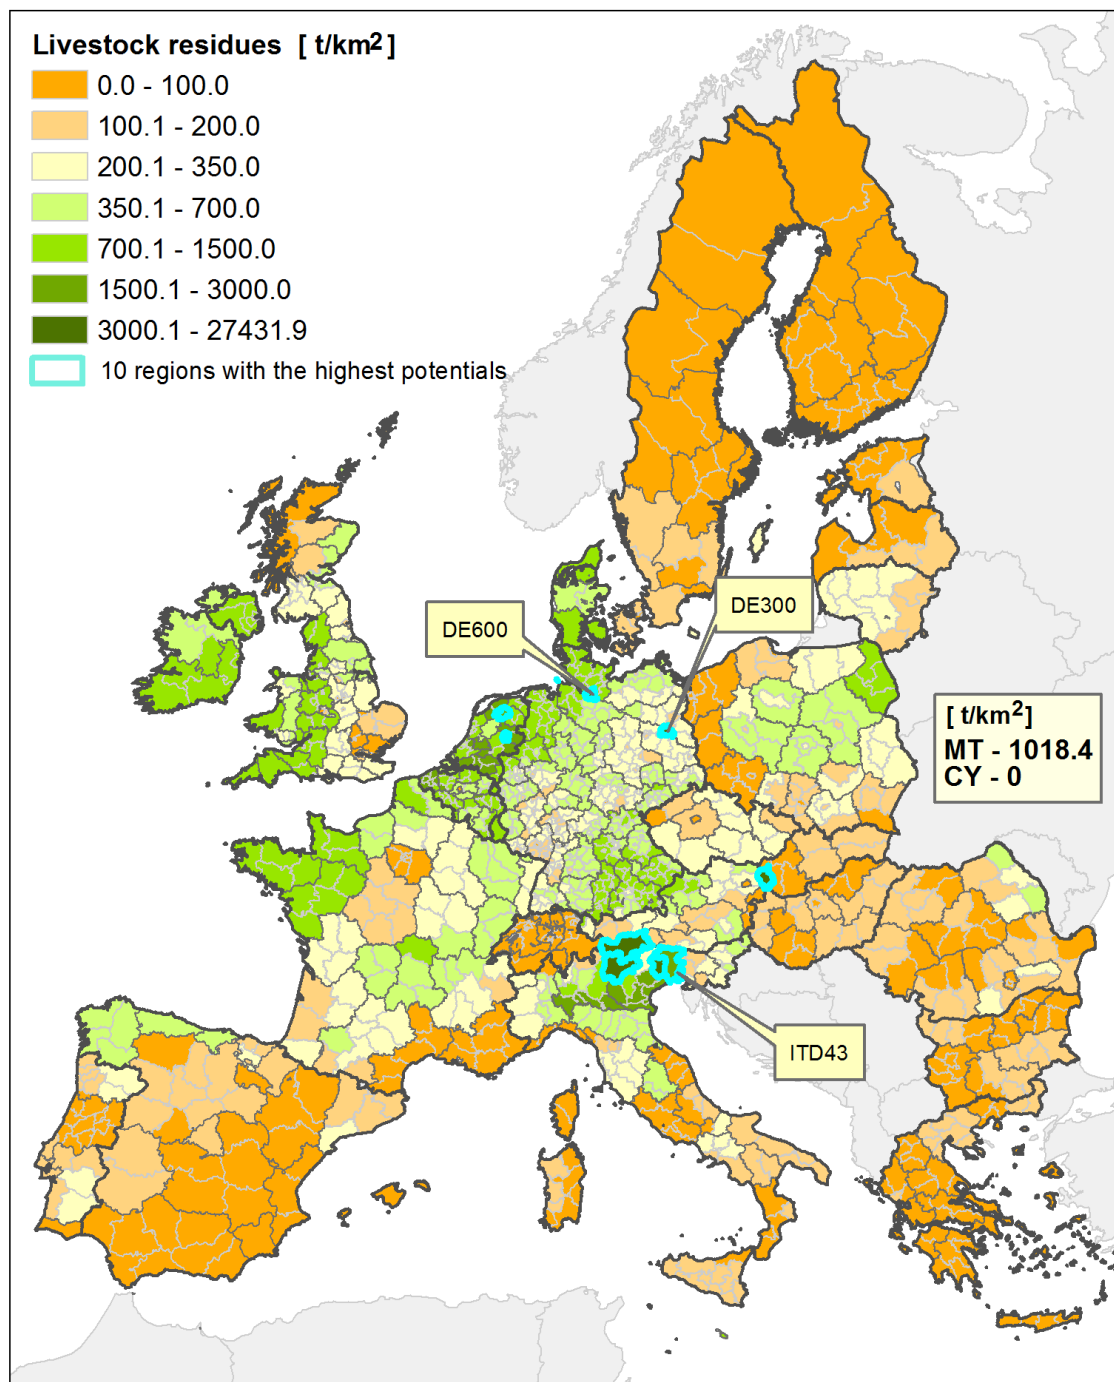 Livestock residues [ t/km2 ]
0.0 - 100.0
100.1 - 200.0
200.1 - 350.0
350.1 - 700.0
700.1 - 1500.0
1500.1 - 3000.0
3000.1 - 27431.9
10 regions with the highest potentials
DE300
DE600
[ t/km2]
MT - 1018.4
CY - 0
ITD43